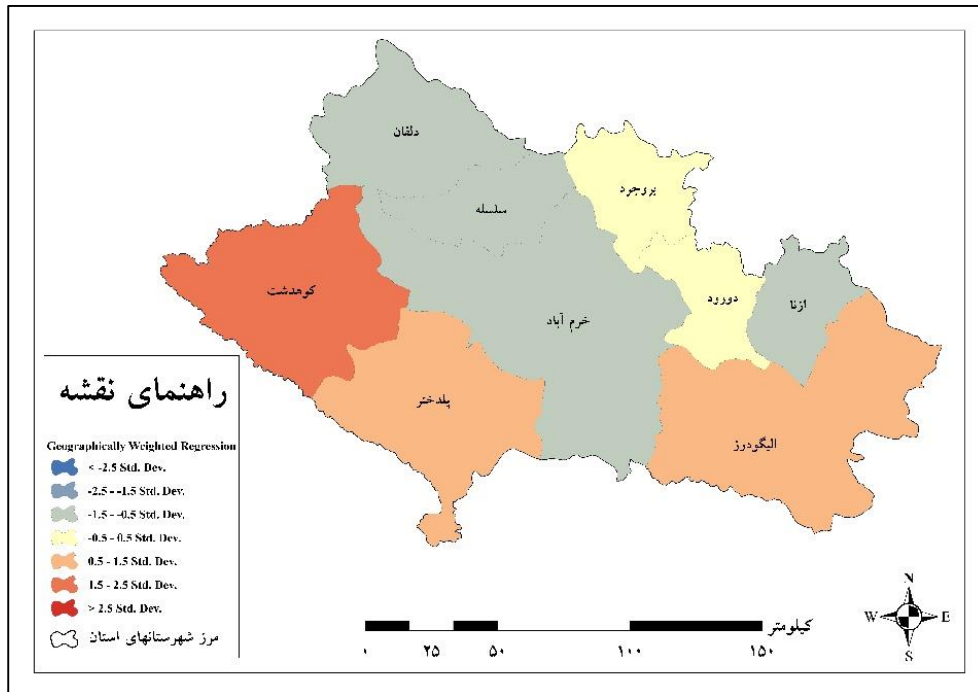 دلفان
بروجرد
سلسله
کوهدشت
ازنا
دورود
خرم آباد
پلدختر
الیگودرز
راهنمای نقشه
Geographically Weighted Regression
< -2.5 Std. Dev.
-2.5 - -1.5 Std. Dev.
-1.5 - -0.5 Std. Dev.
-0.5 - 0.5 Std. Dev.
0.5 - 1.5 Std. Dev.
1.5 - 2.5 Std. Dev.
> 2.5 Std. Dev.
مرز شهرستانهای استان
کیلومتر
۰ ۲۵ ۵۰ ۱۰۰ ۱۵۰
N
W E
S